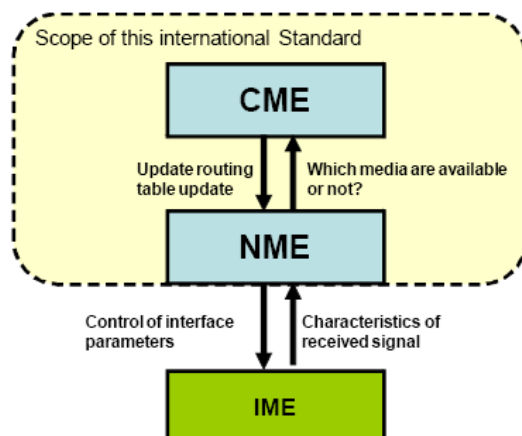 Scope of this international Standard
CME
Update routing
table update
Which media are available
or not?
NME
Control of interface
parameters
Characteristics of
received signal
IME